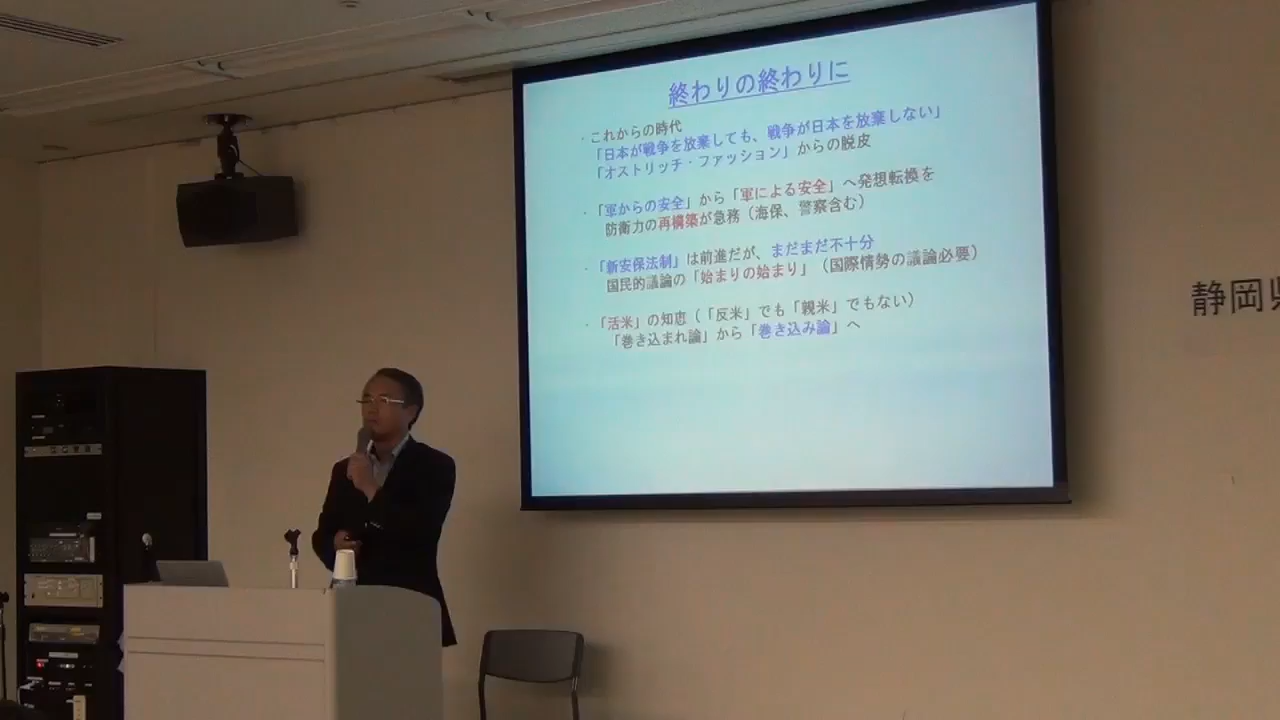 終わりの終わりに
・これからの時代
「日本が戦争を放棄しても、戦争が日本を放棄しない」
「オストリッチ・ファッション」からの脱皮
・「軍からの安全」から「軍による安全」へ発想転換を
防衛力の再構築が急務（海保、警察含む）
・「新安保法制」は前進だが、まだまだ不十分
国民的議論の「始まりの始まり」（国際情勢の議論必要）
・「活米」の知恵（「反米」でも「親米」でもない）
「巻き込まれ論」から「巻き込み論」へ
静岡県